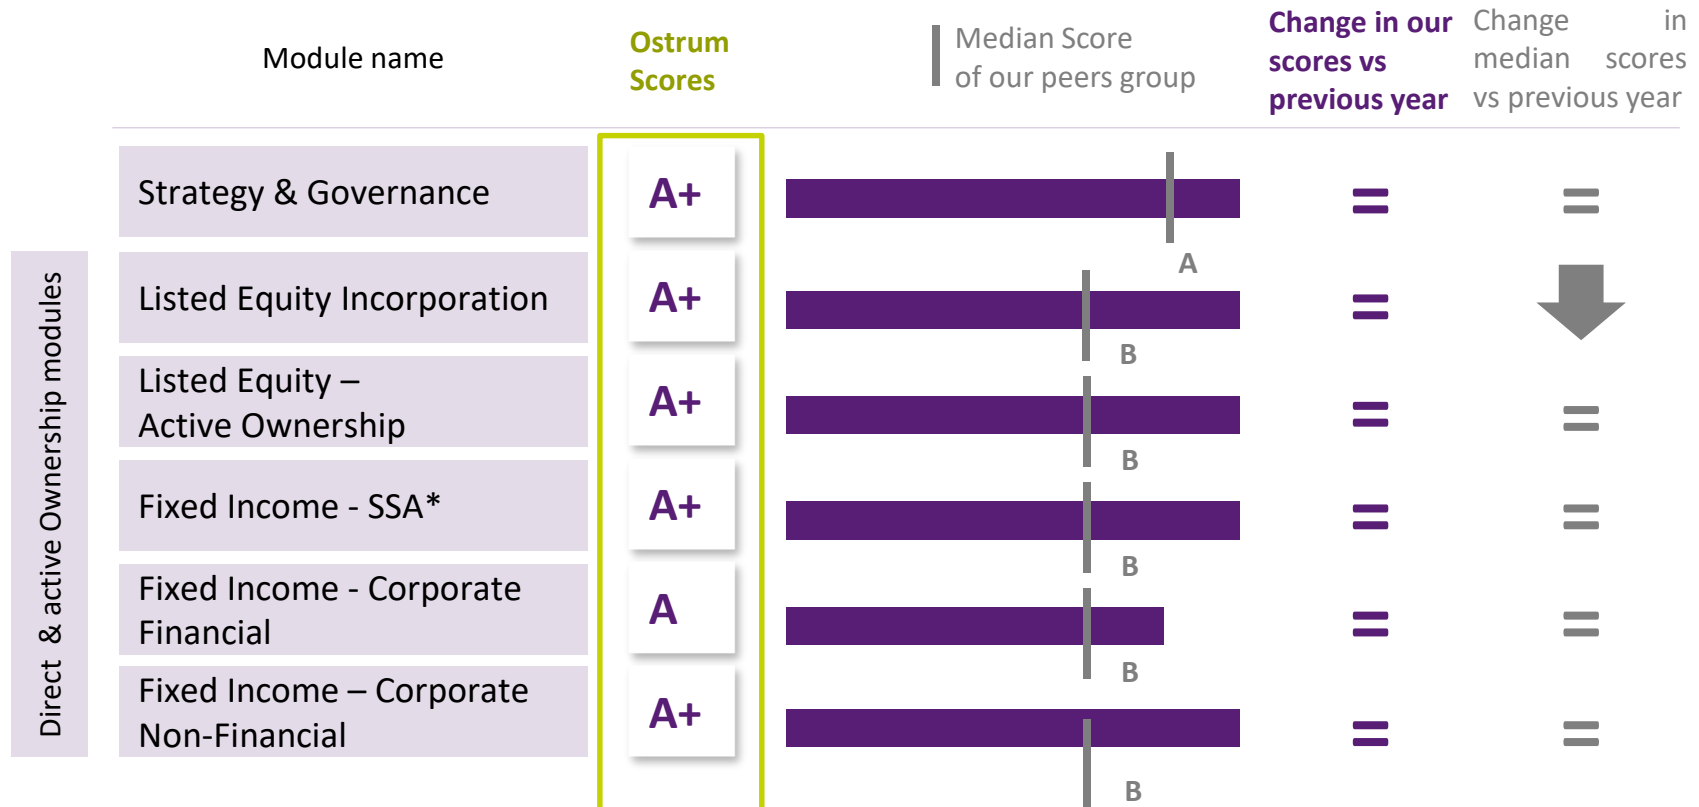 Module name
Ostrum
Scores
Median Score
of our peers group
Change in our
scores vs
previous year
Change in
median scores
vs previous year
Strategy & Governance
A+
A
=
=
Direct & active Ownership modules
Listed Equity Incorporation
A+
B
=
Listed Equity –
Active Ownership
A+
B
=
=
Fixed Income - SSA*
A+
B
=
=
Fixed Income - Corporate
Financial
A
B
=
=
Fixed Income – Corporate
Non-Financial
A+
B
=
=